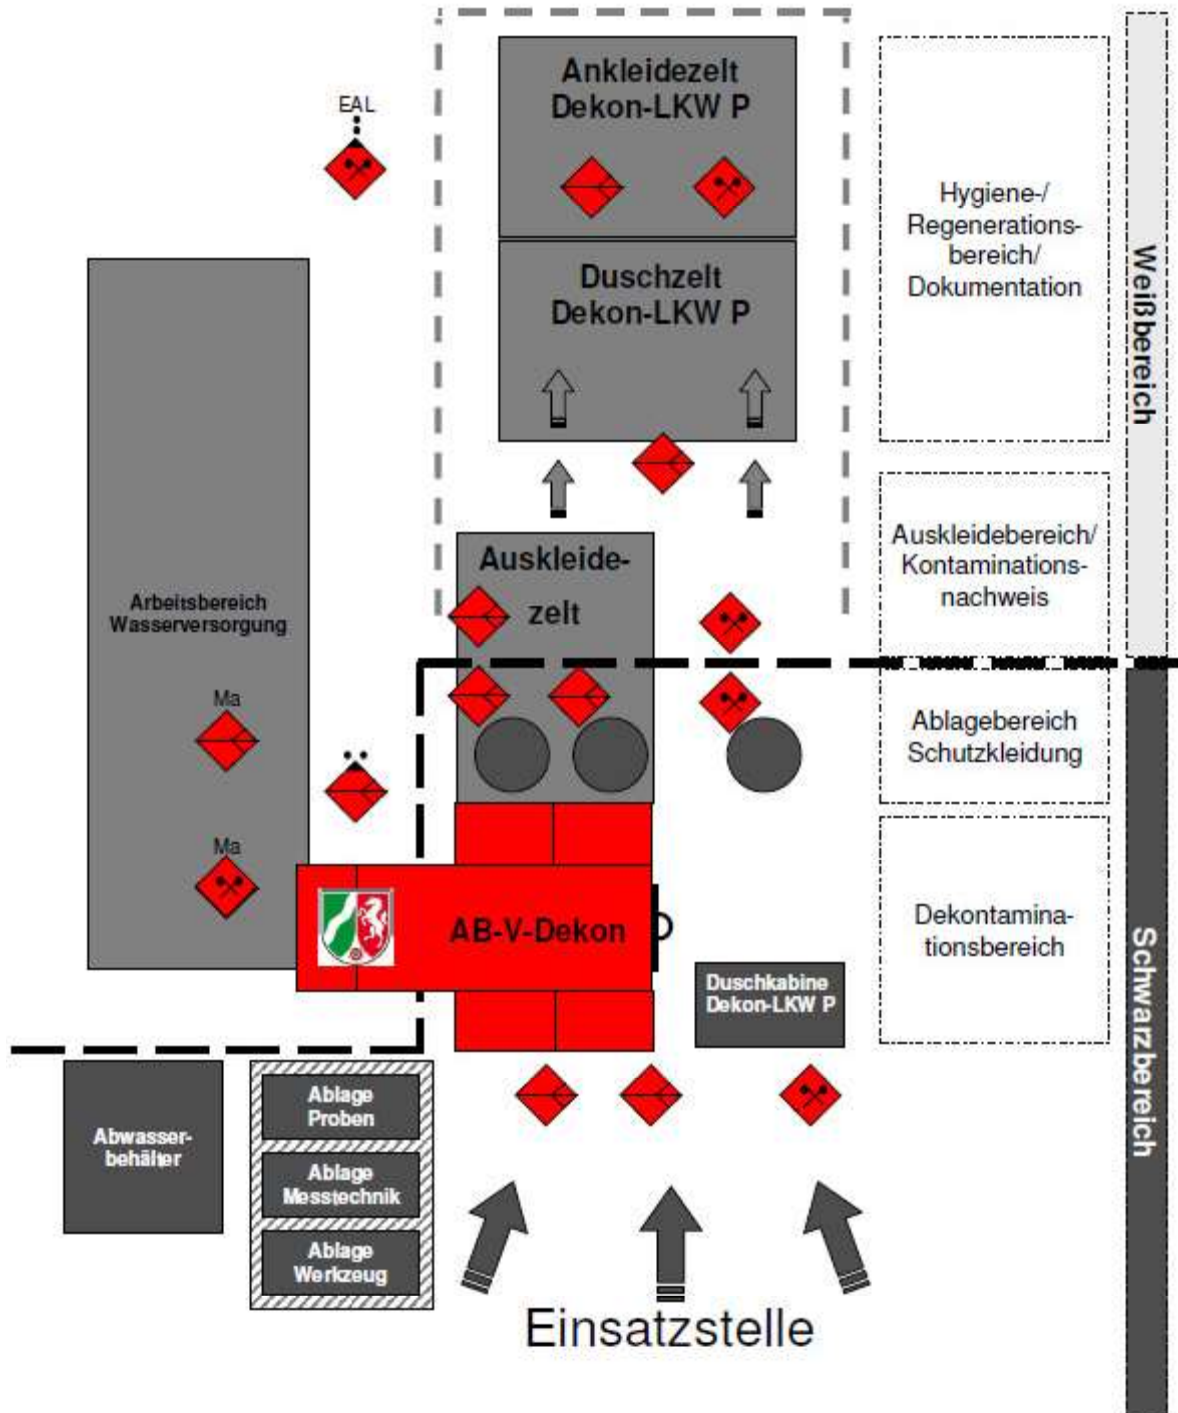 EAL
Ankleidezelt
Dekon-LKW P
Duschzelt
Dekon-LKW P
Hygiene-/
Regenerations-
bereich/
Dokumentation
Weißbereich
Auskleide-
zelt
Auskleidebereich/
Kontaminations-
nachweis
Arbeitsbereich
Wasserversorgung
Ma
Ma
Ablagebereich
Schutzkleidung
AB-V-Dekon
Dekontamina-
tionsbereich
Duschkabine
Dekon-LKW P
Schwarzbereich
Abwasser-
behälter
Ablage
Proben
Ablage
Messtechnik
Ablage
Werkzeug
Einsatzstelle